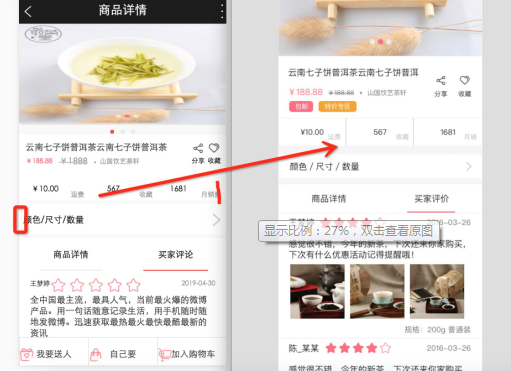 商品详情
云南七子饼普洱茶云南七子饼普洱茶
¥188.88 ¥1888 • 山国饮艺茶轩
分享 收藏
¥10.00 运费 567 收藏 1681 月销
颜色/尺寸/数量
商品详情 买家评论
王梦婷 2019-04-30
全中国最主流，最具人气，当前最火爆的微博
产品。用一句话随意记录生活，用手机随时随
地发微博。迅速获取最热最火最快最酷最新的
资讯
我要送人 自己要 加入购物车
云南七子饼普洱茶云南七子饼普洱
¥188.88 ¥188.88 • 山国饮艺茶轩
分享 收藏
包邮 特价专区
¥10.00 运费 567 收藏 1681 月销
颜色 / 尺寸 / 数量
商品详情 买家评价
王梦婷 -03-26
显示比例：27%，双击查看原图
感觉很不错，今年的新茶，下次还来你家购买，
下次有什么优惠活动记得提醒哦！
规格：200g 普通装
陈_某某 2016-03-26
感觉很不错，今年的新茶，下次还来你家购买，